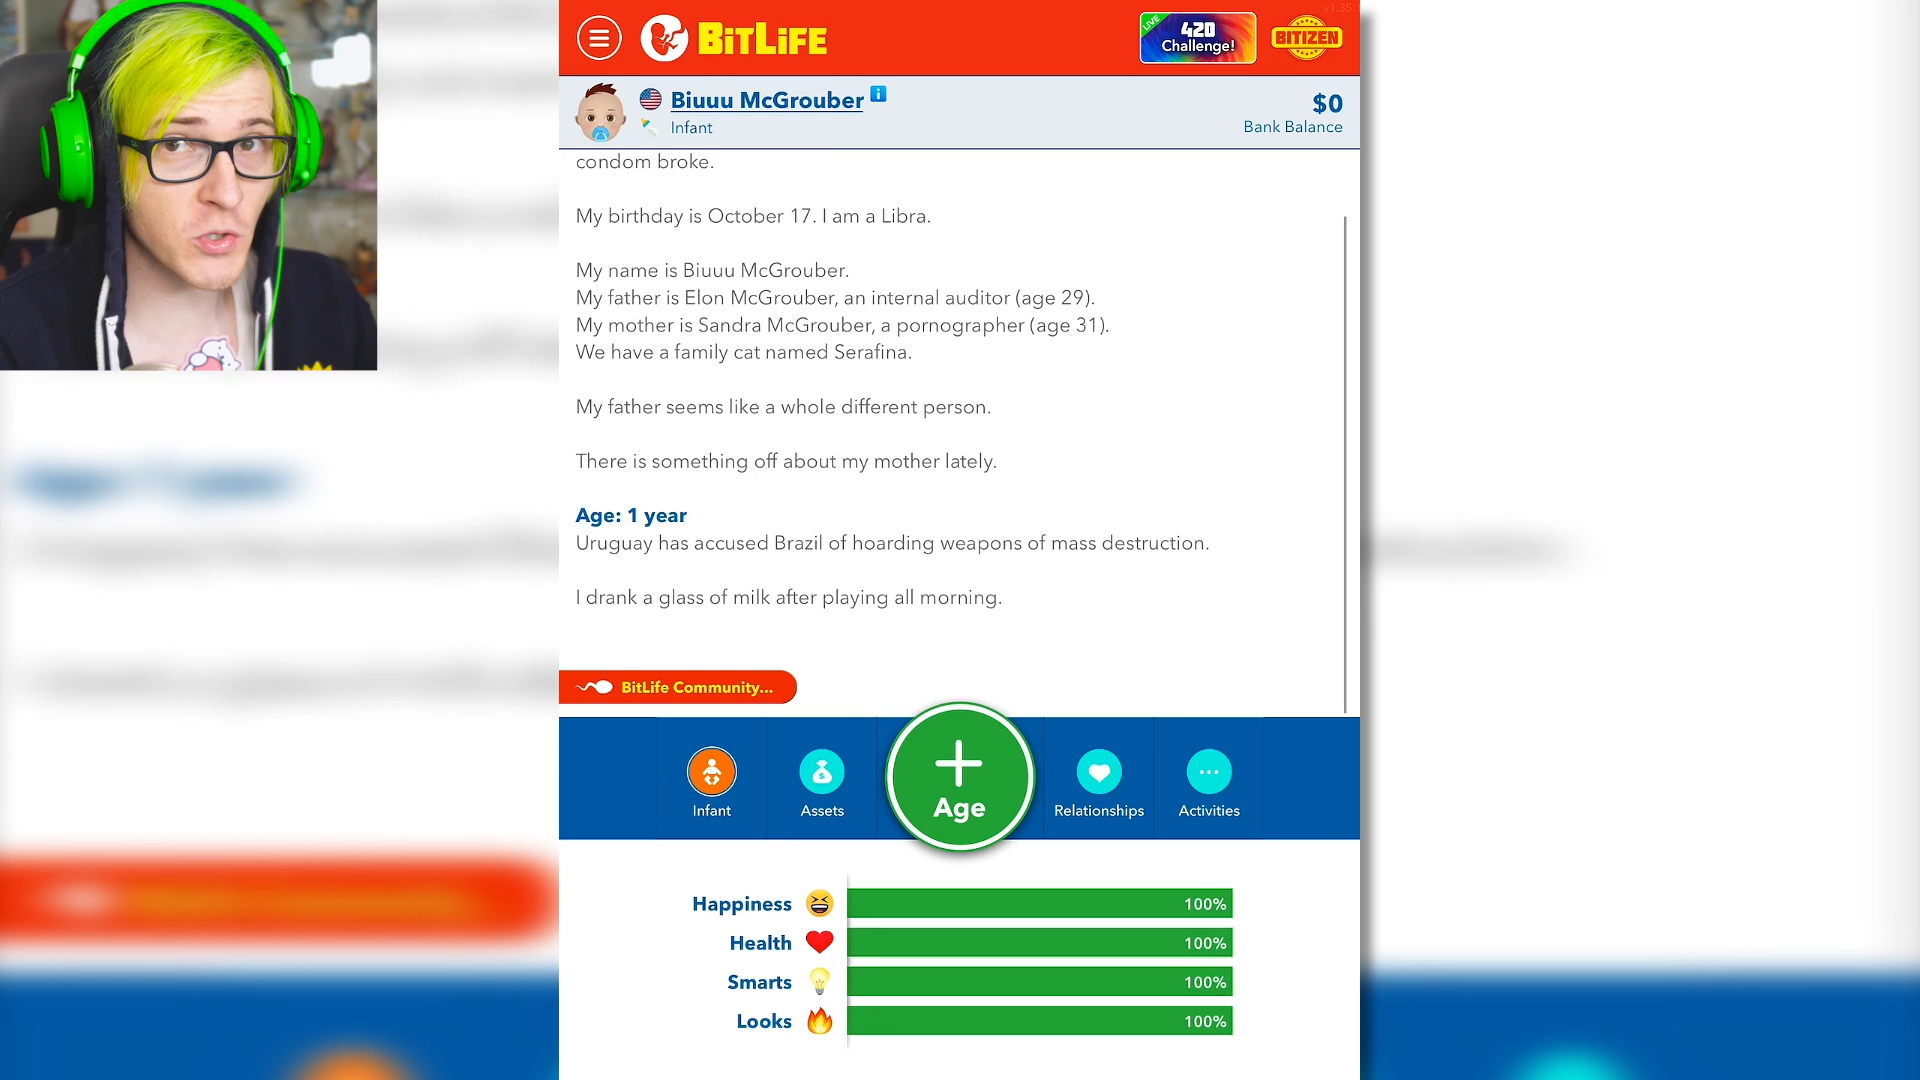 v1.35.
BITLIFE
LIVE
420
Challenge!
BITIZEN
Biuuu McGrouber
$0
Infant
Bank Balance
condom broke.
My birthday is October 17. I am a Libra.
My name is Biuuu McGrouber.
My father is Elon McGrouber, an internal auditor (age 29).
My mother is Sandra McGrouber, a pornographer (age 31).
We have a family cat named Serafina.
My father seems like a whole different person.
There is something off about my mother lately.
Age: 1 year
Uruguay has accused Brazil of hoarding weapons of mass destruction.
I drank a glass of milk after playing all morning.
BitLife Community...
Infant
Assets
Age
Relationships
Activities
Happiness
100%
Health
100%
Smarts
100%
Looks
100%